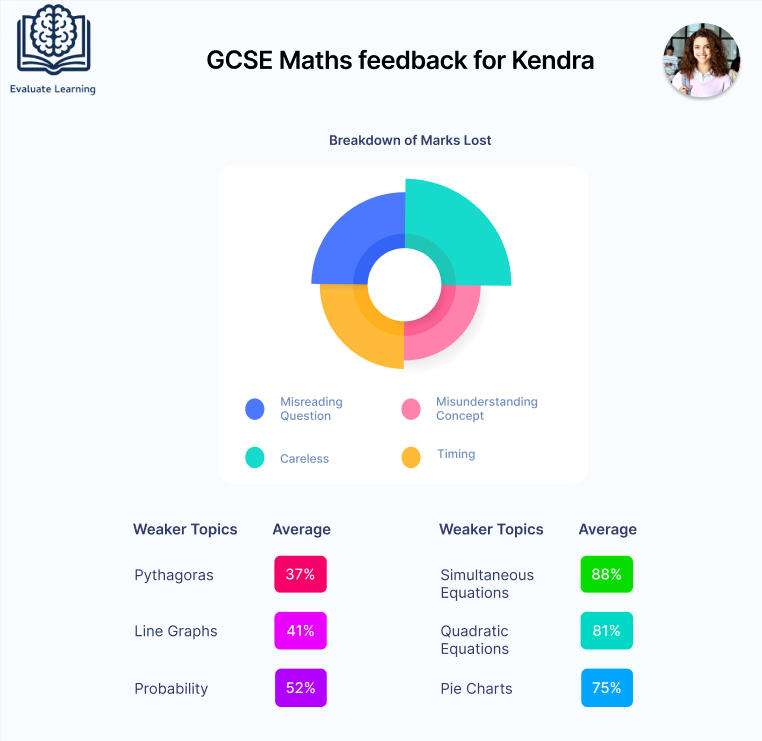 Evaluate Learning
GCSE Maths feedback for Kendra
Breakdown of Marks Lost
Misreading
Question
Misunderstanding
Concept
Careless
Timing
Weaker Topics Average
Pythagoras 37%
Line Graphs 41%
Probability 52%
Weaker Topics Average
Simultaneous
Equations 88%
Quadratic
Equations 81%
Pie Charts 75%